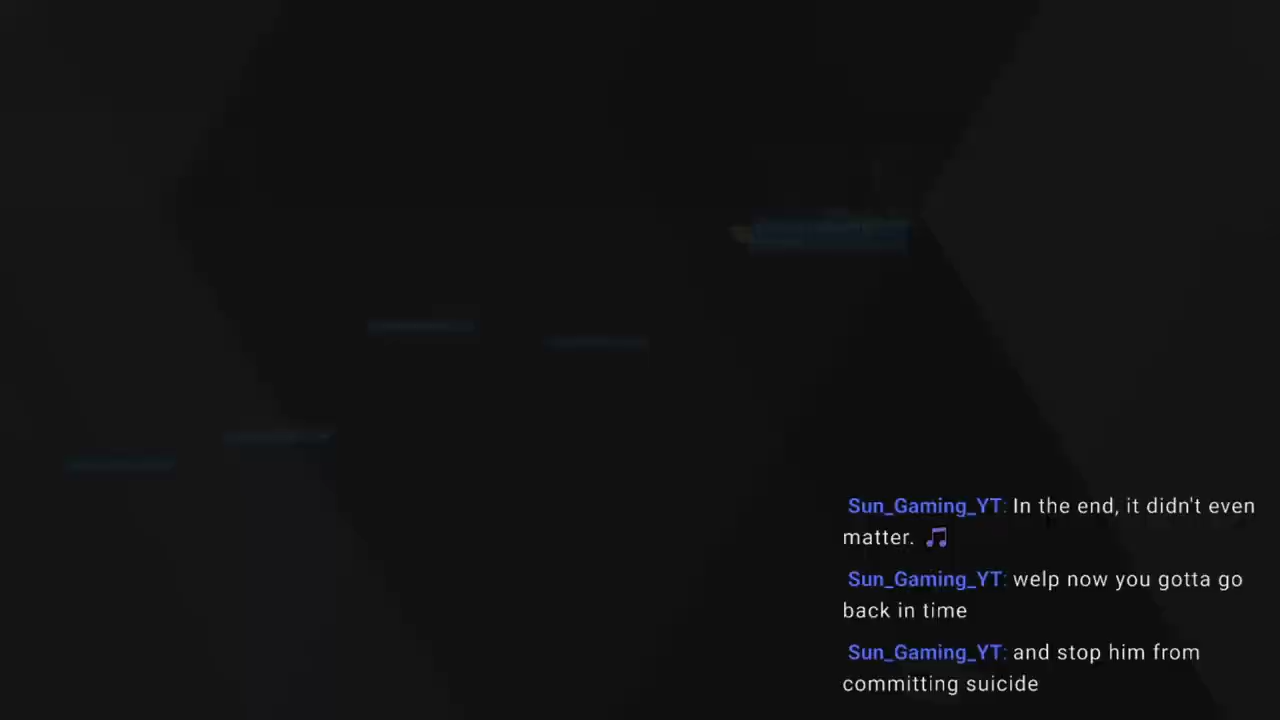 Sun_Gaming_YT: In the end, it didn't even
matter. 🎵
Sun_Gaming_YT: welp now you gotta go
back in time
Sun_Gaming_YT: and stop him from
committing suicide